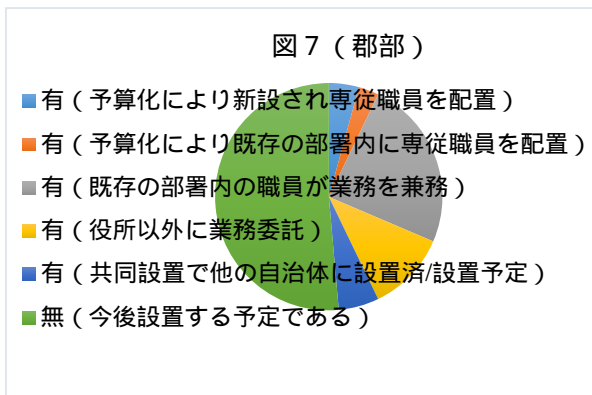 図７（郡部）
有（予算化により新設され専従職員を配置）
有（予算化により既存の部署内に専従職員を配置）
有（既存の部署内の職員が業務を兼務）
有（役所以外に業務委託）
有（共同設置で他の自治体に設置済/設置予定）
無（今後設置する予定である）